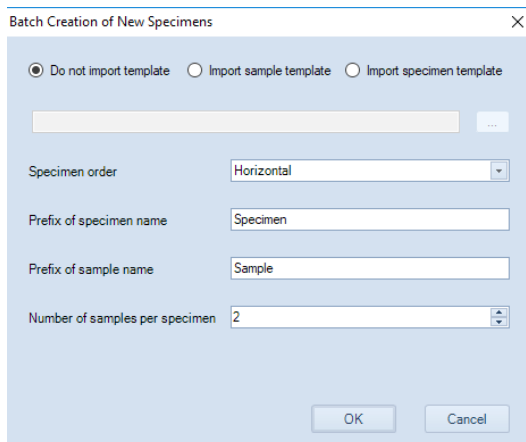 Batch Creation of New Specimens
Do not import template Import sample template Import specimen template
...
Specimen order Horizontal
Prefix of specimen name Specimen
Prefix of sample name Sample
Number of samples per specimen 2
OK Cancel